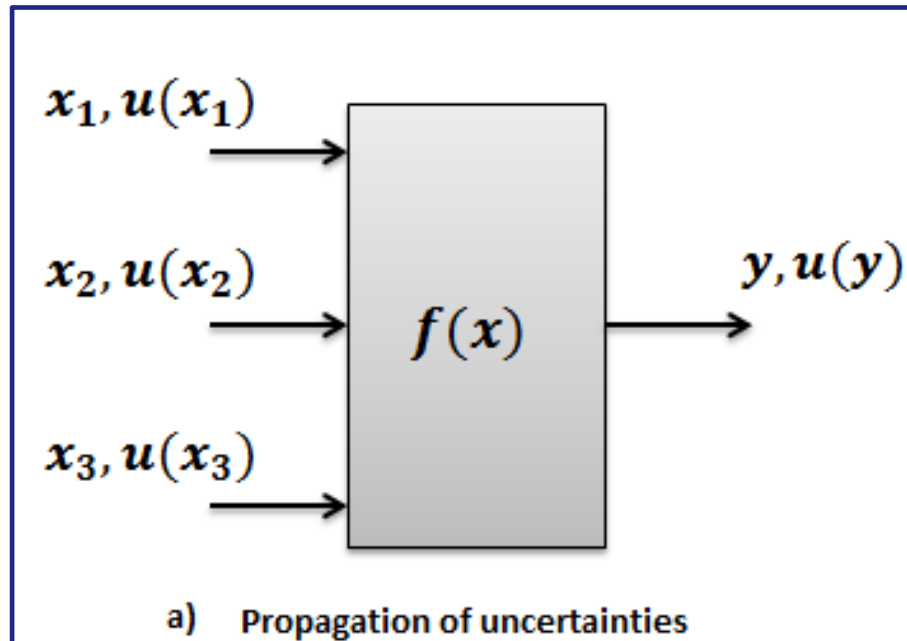 x₁, u(x₁)
x₂, u(x₂)
x₃, u(x₃)
f(x)
y, u(y)
a) Propagation of uncertainties